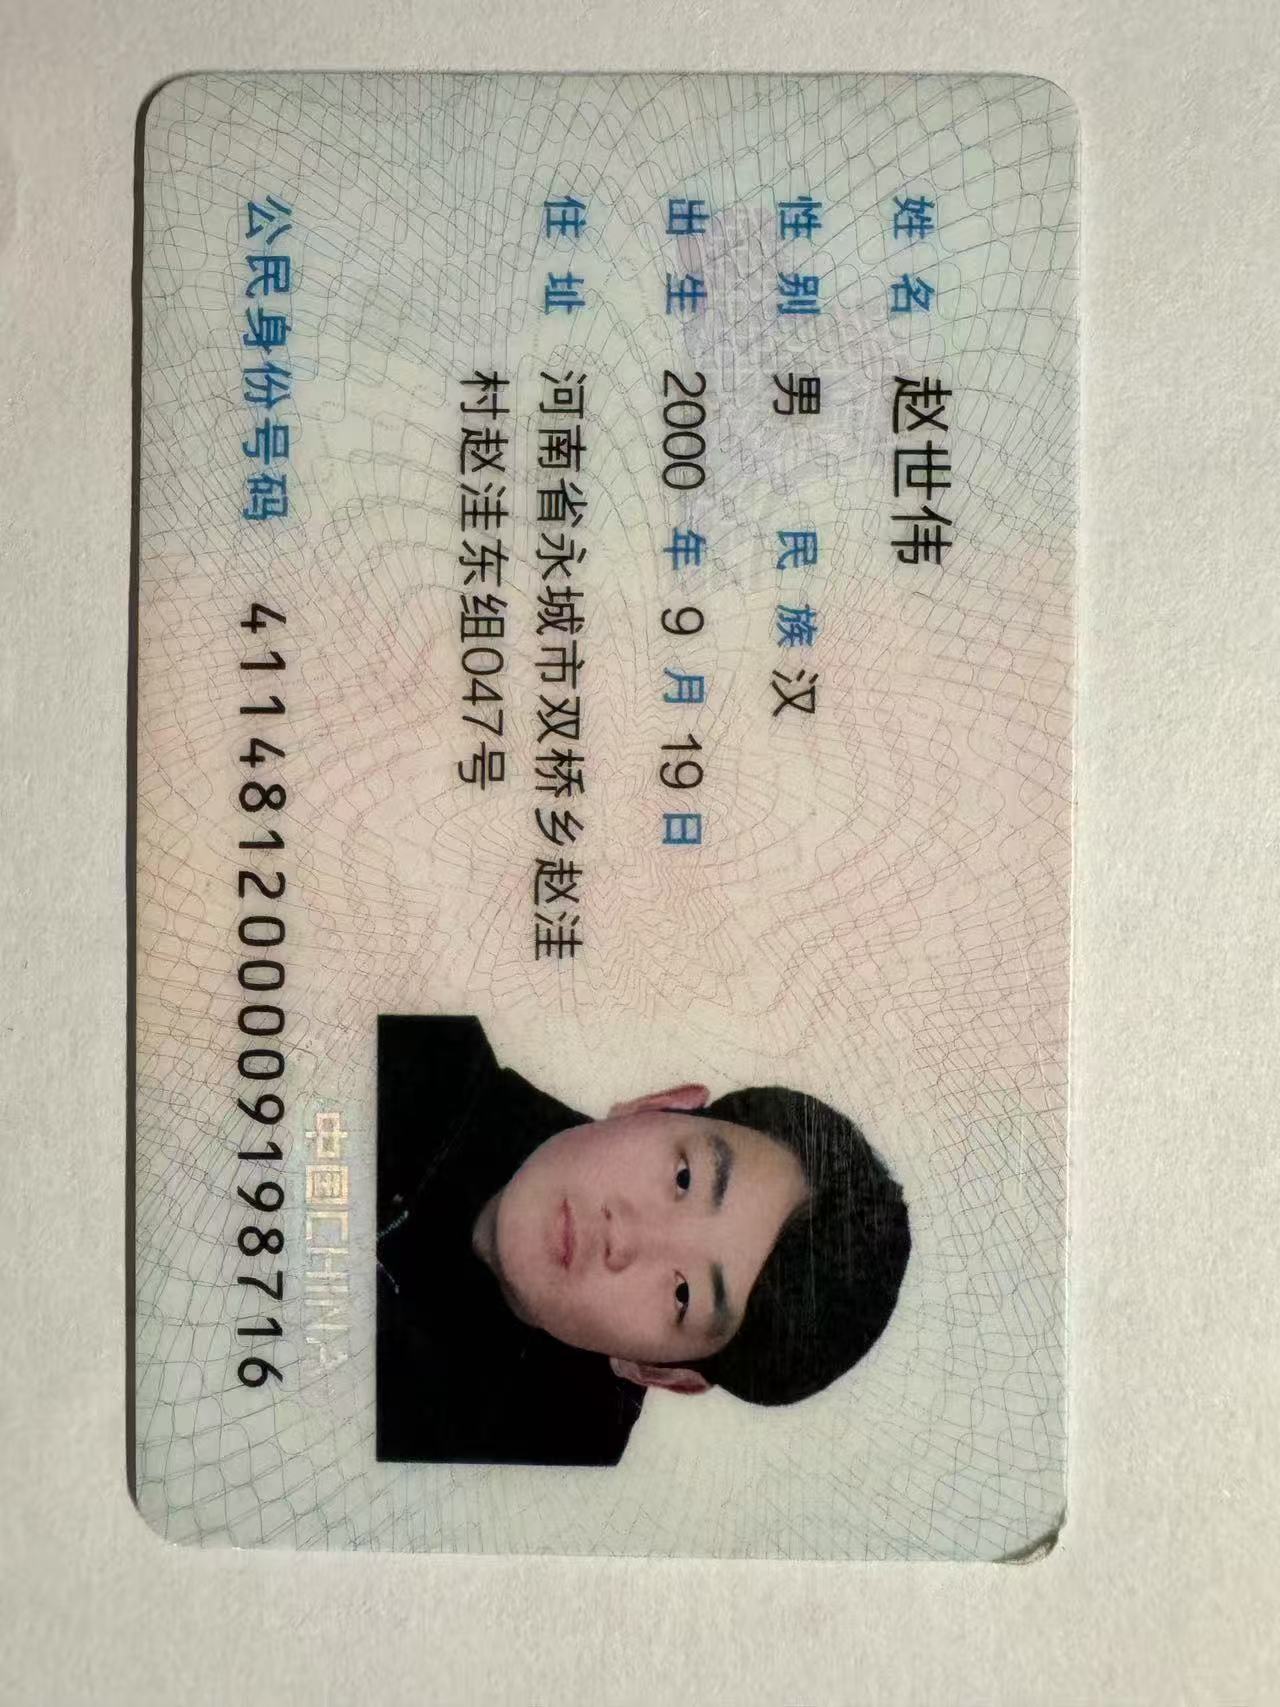 姓名 赵世伟
性别 男 民族 汉
出生 2000 年 9 月 19 日
住址 河南省永城市双桥乡赵洼
村赵洼东组047号
中国CHINA
公民身份号码 411481200009198716